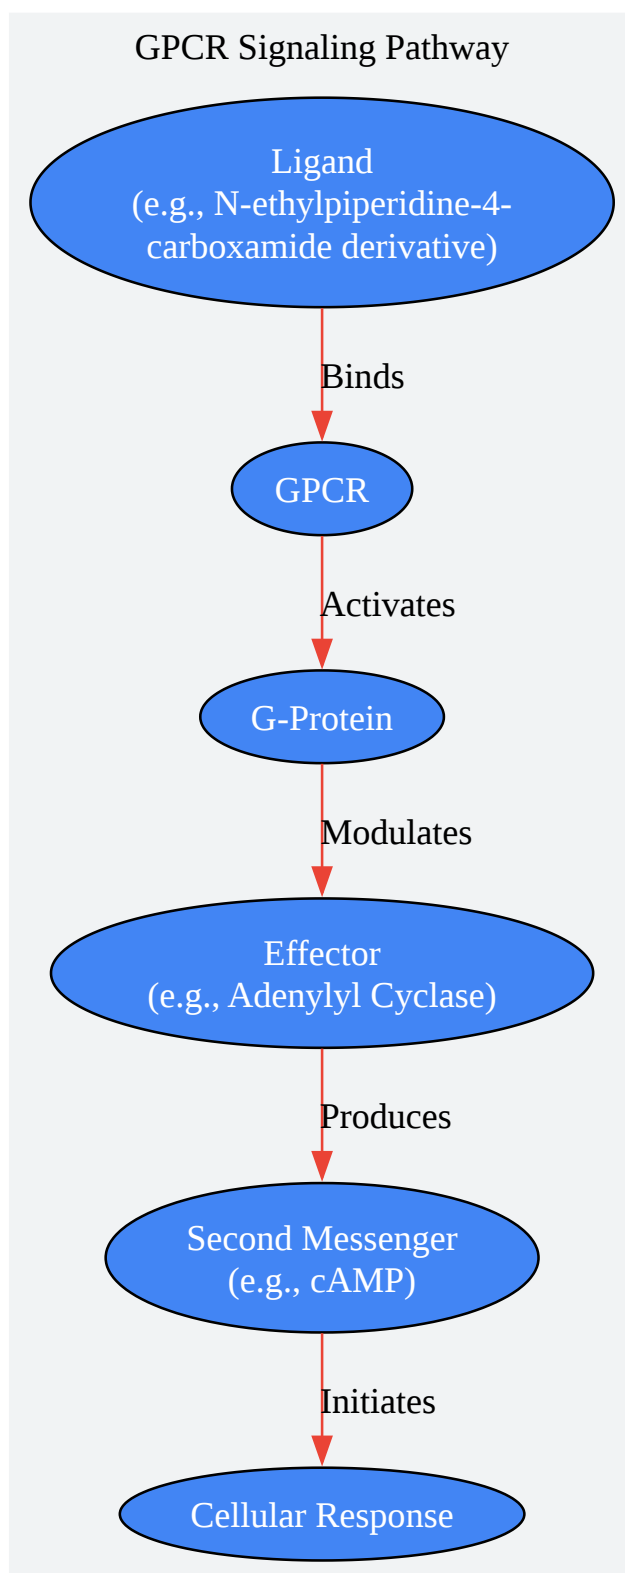 GPCR Signaling Pathway
Ligand
(e.g., N-ethylpiperidine-4-
carboxamide derivative)
Binds
GPCR
Activates
G-Protein
Modulates
Effector
(e.g., Adenylyl Cyclase)
Produces
Second Messenger
(e.g., cAMP)
Initiates
Cellular Response